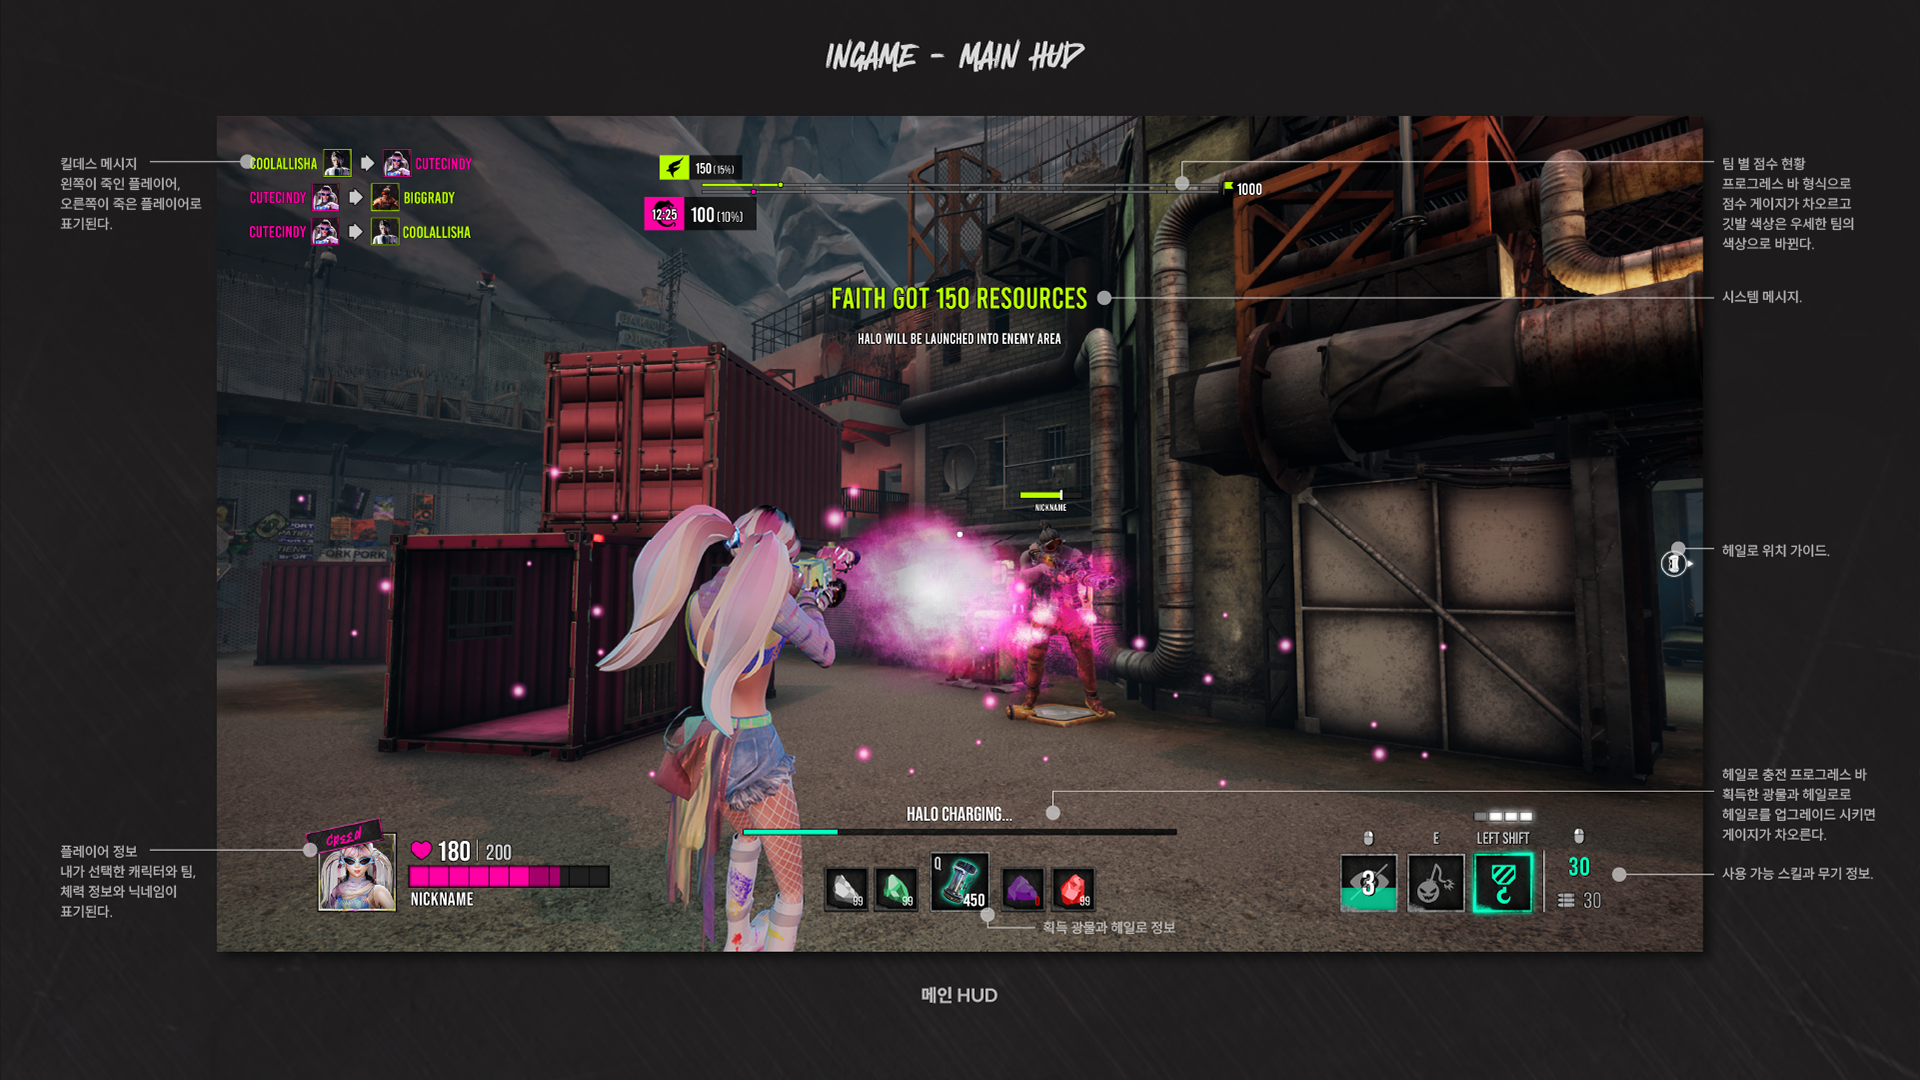 INGAME - MAIN HUD
킬데스 메시지
왼쪽이 죽인 플레이어,
오른쪽이 죽은 플레이어로
표기된다.
COOLALLISHA CUTECINDY
CUTECINDY BIGGRADY
CUTECINDY COOLALLISHA
150 (15%)
12:25 100 (10%)
1000
팀 별 점수 현황
프로그레스 바 형식으로
점수 게이지가 차오르고
깃발 색상은 우세한 팀의
색상으로 바뀐다.
FAITH GOT 150 RESOURCES
시스템 메시지.
HALO WILL BE LAUNCHED INTO ENEMY AREA
NICKNAME
PORK PORK
헤일로 위치 가이드.
HALO CHARGING...
헤일로 충전 프로그레스 바
획득한 광물과 헤일로로
헤일로를 업그레이드 시키면
게이지가 차오른다.
플레이어 정보
내가 선택한 캐릭터와 팀,
체력 정보와 닉네임이
표기된다.
Creed
180 200
NICKNAME
99
99
Q
450
0
99
획득 광물과 헤일로 정보
E
LEFT SHIFT
3
30
30
사용 가능 스킬과 무기 정보.
메인 HUD